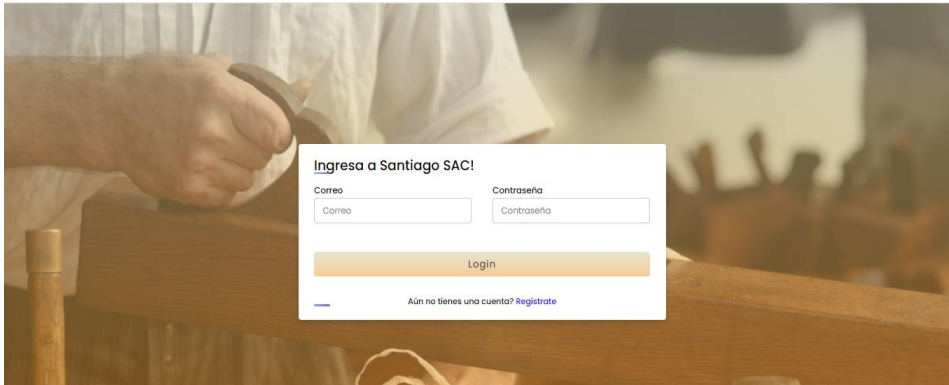 Ingresa a Santiago SAC!
Correo Contraseña
Correo Contraseña
Login
Aún no tienes una cuenta? Registrate